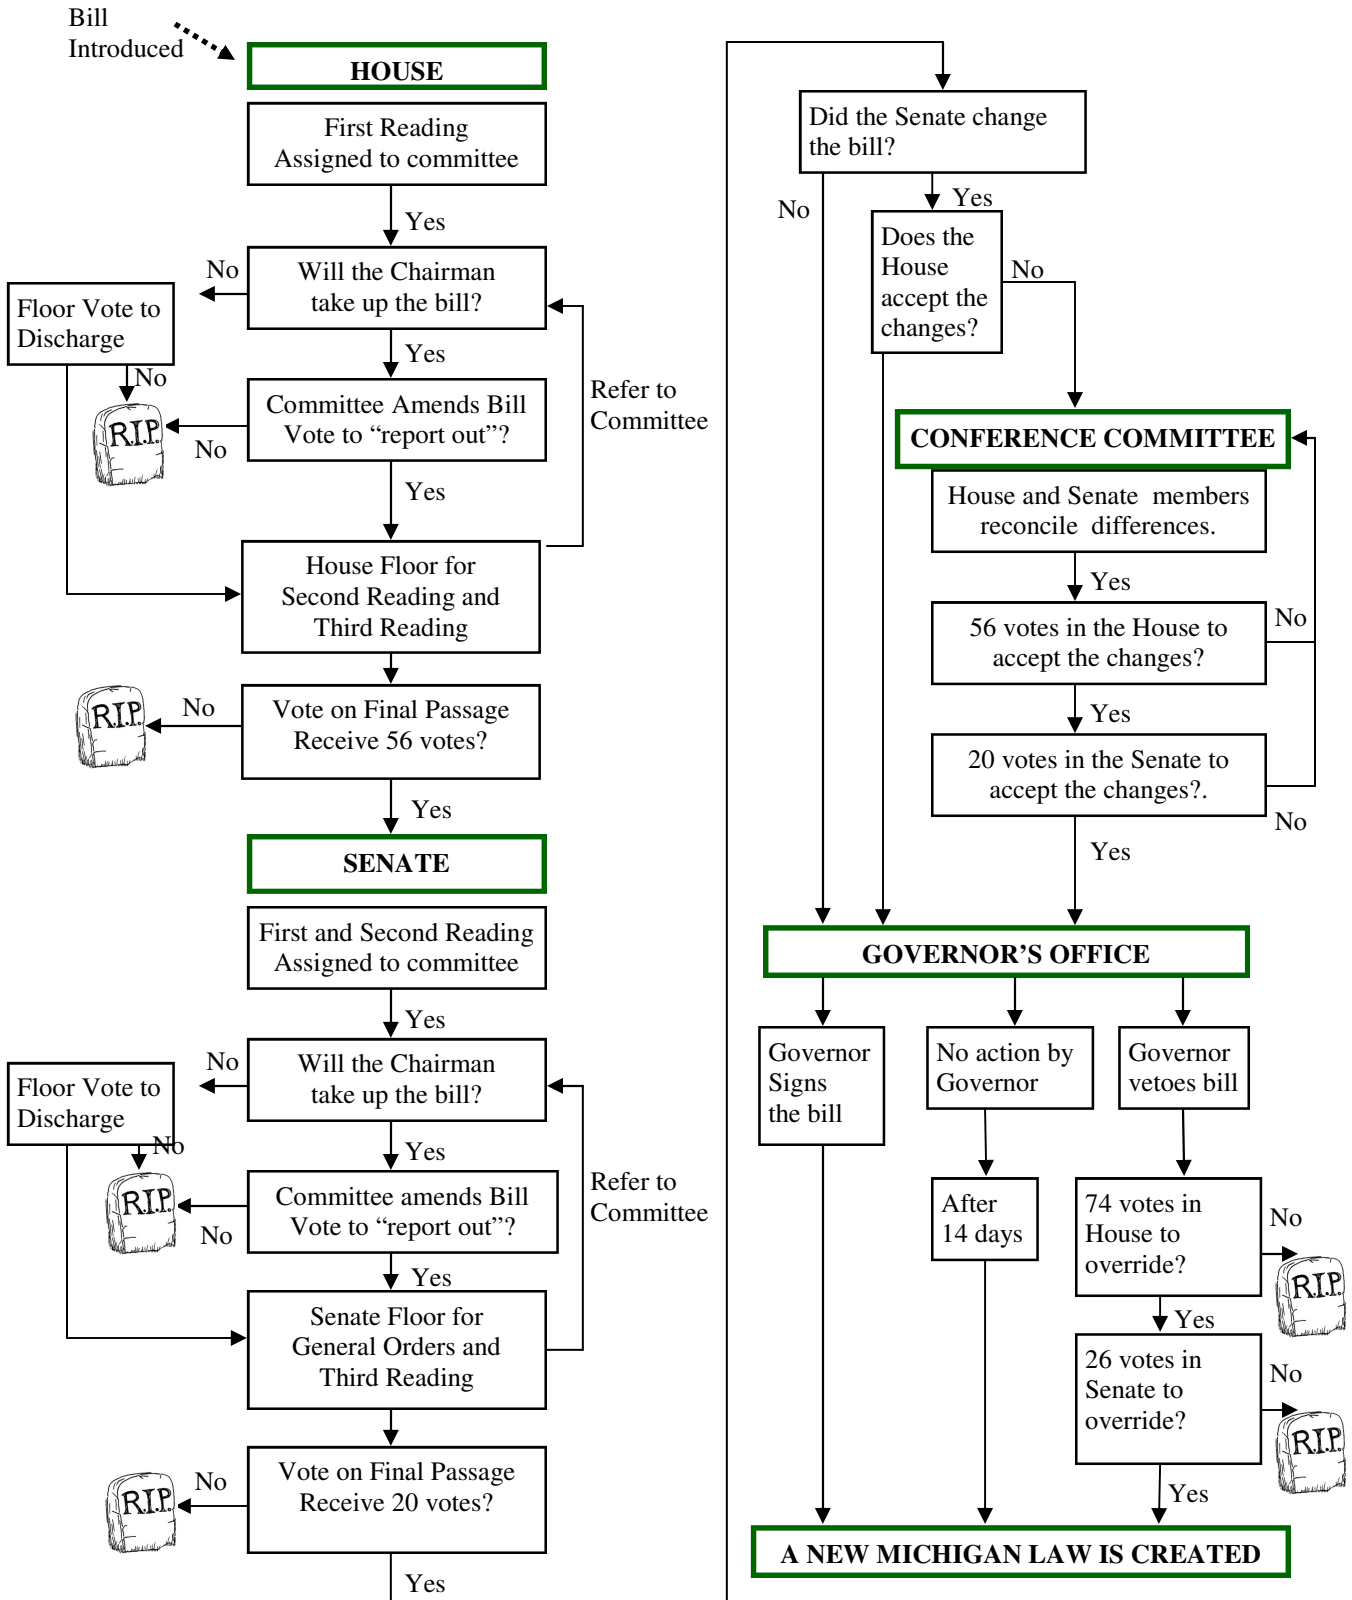 Bill
Introduced
HOUSE
First Reading
Assigned to committee
Yes
Will the Chairman
take up the bill?
No
Floor Vote to
Discharge
No
R.I.P.
Yes
Committee Amends Bill
Vote to “report out”?
No
Refer to
Committee
Yes
House Floor for
Second Reading and
Third Reading
Vote on Final Passage
Receive 56 votes?
No
R.I.P.
Yes
SENATE
First and Second Reading
Assigned to committee
Yes
Will the Chairman
take up the bill?
No
Floor Vote to
Discharge
No
R.I.P.
Yes
Committee amends Bill
Vote to “report out”?
No
Refer to
Committee
Yes
Senate Floor for
General Orders and
Third Reading
Vote on Final Passage
Receive 20 votes?
No
R.I.P.
Yes
Did the Senate change
the bill?
No
Yes
Does the
House
accept the
changes?
No
CONFERENCE COMMITTEE
House and Senate members
reconcile differences.
Yes
56 votes in the House to
accept the changes?
No
Yes
20 votes in the Senate to
accept the changes?.
No
Yes
GOVERNOR’S OFFICE
Governor
Signs
the bill
No action by
Governor
Governor
vetoes bill
After
14 days
74 votes in
House to
override?
No
R.I.P.
Yes
26 votes in
Senate to
override?
No
R.I.P.
Yes
A NEW MICHIGAN LAW IS CREATED